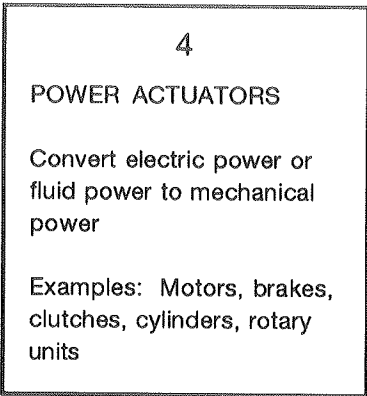 4
POWER ACTUATORS
Convert electric power or
fluid power to mechanical
power
Examples: Motors, brakes,
clutches, cylinders, rotary
units